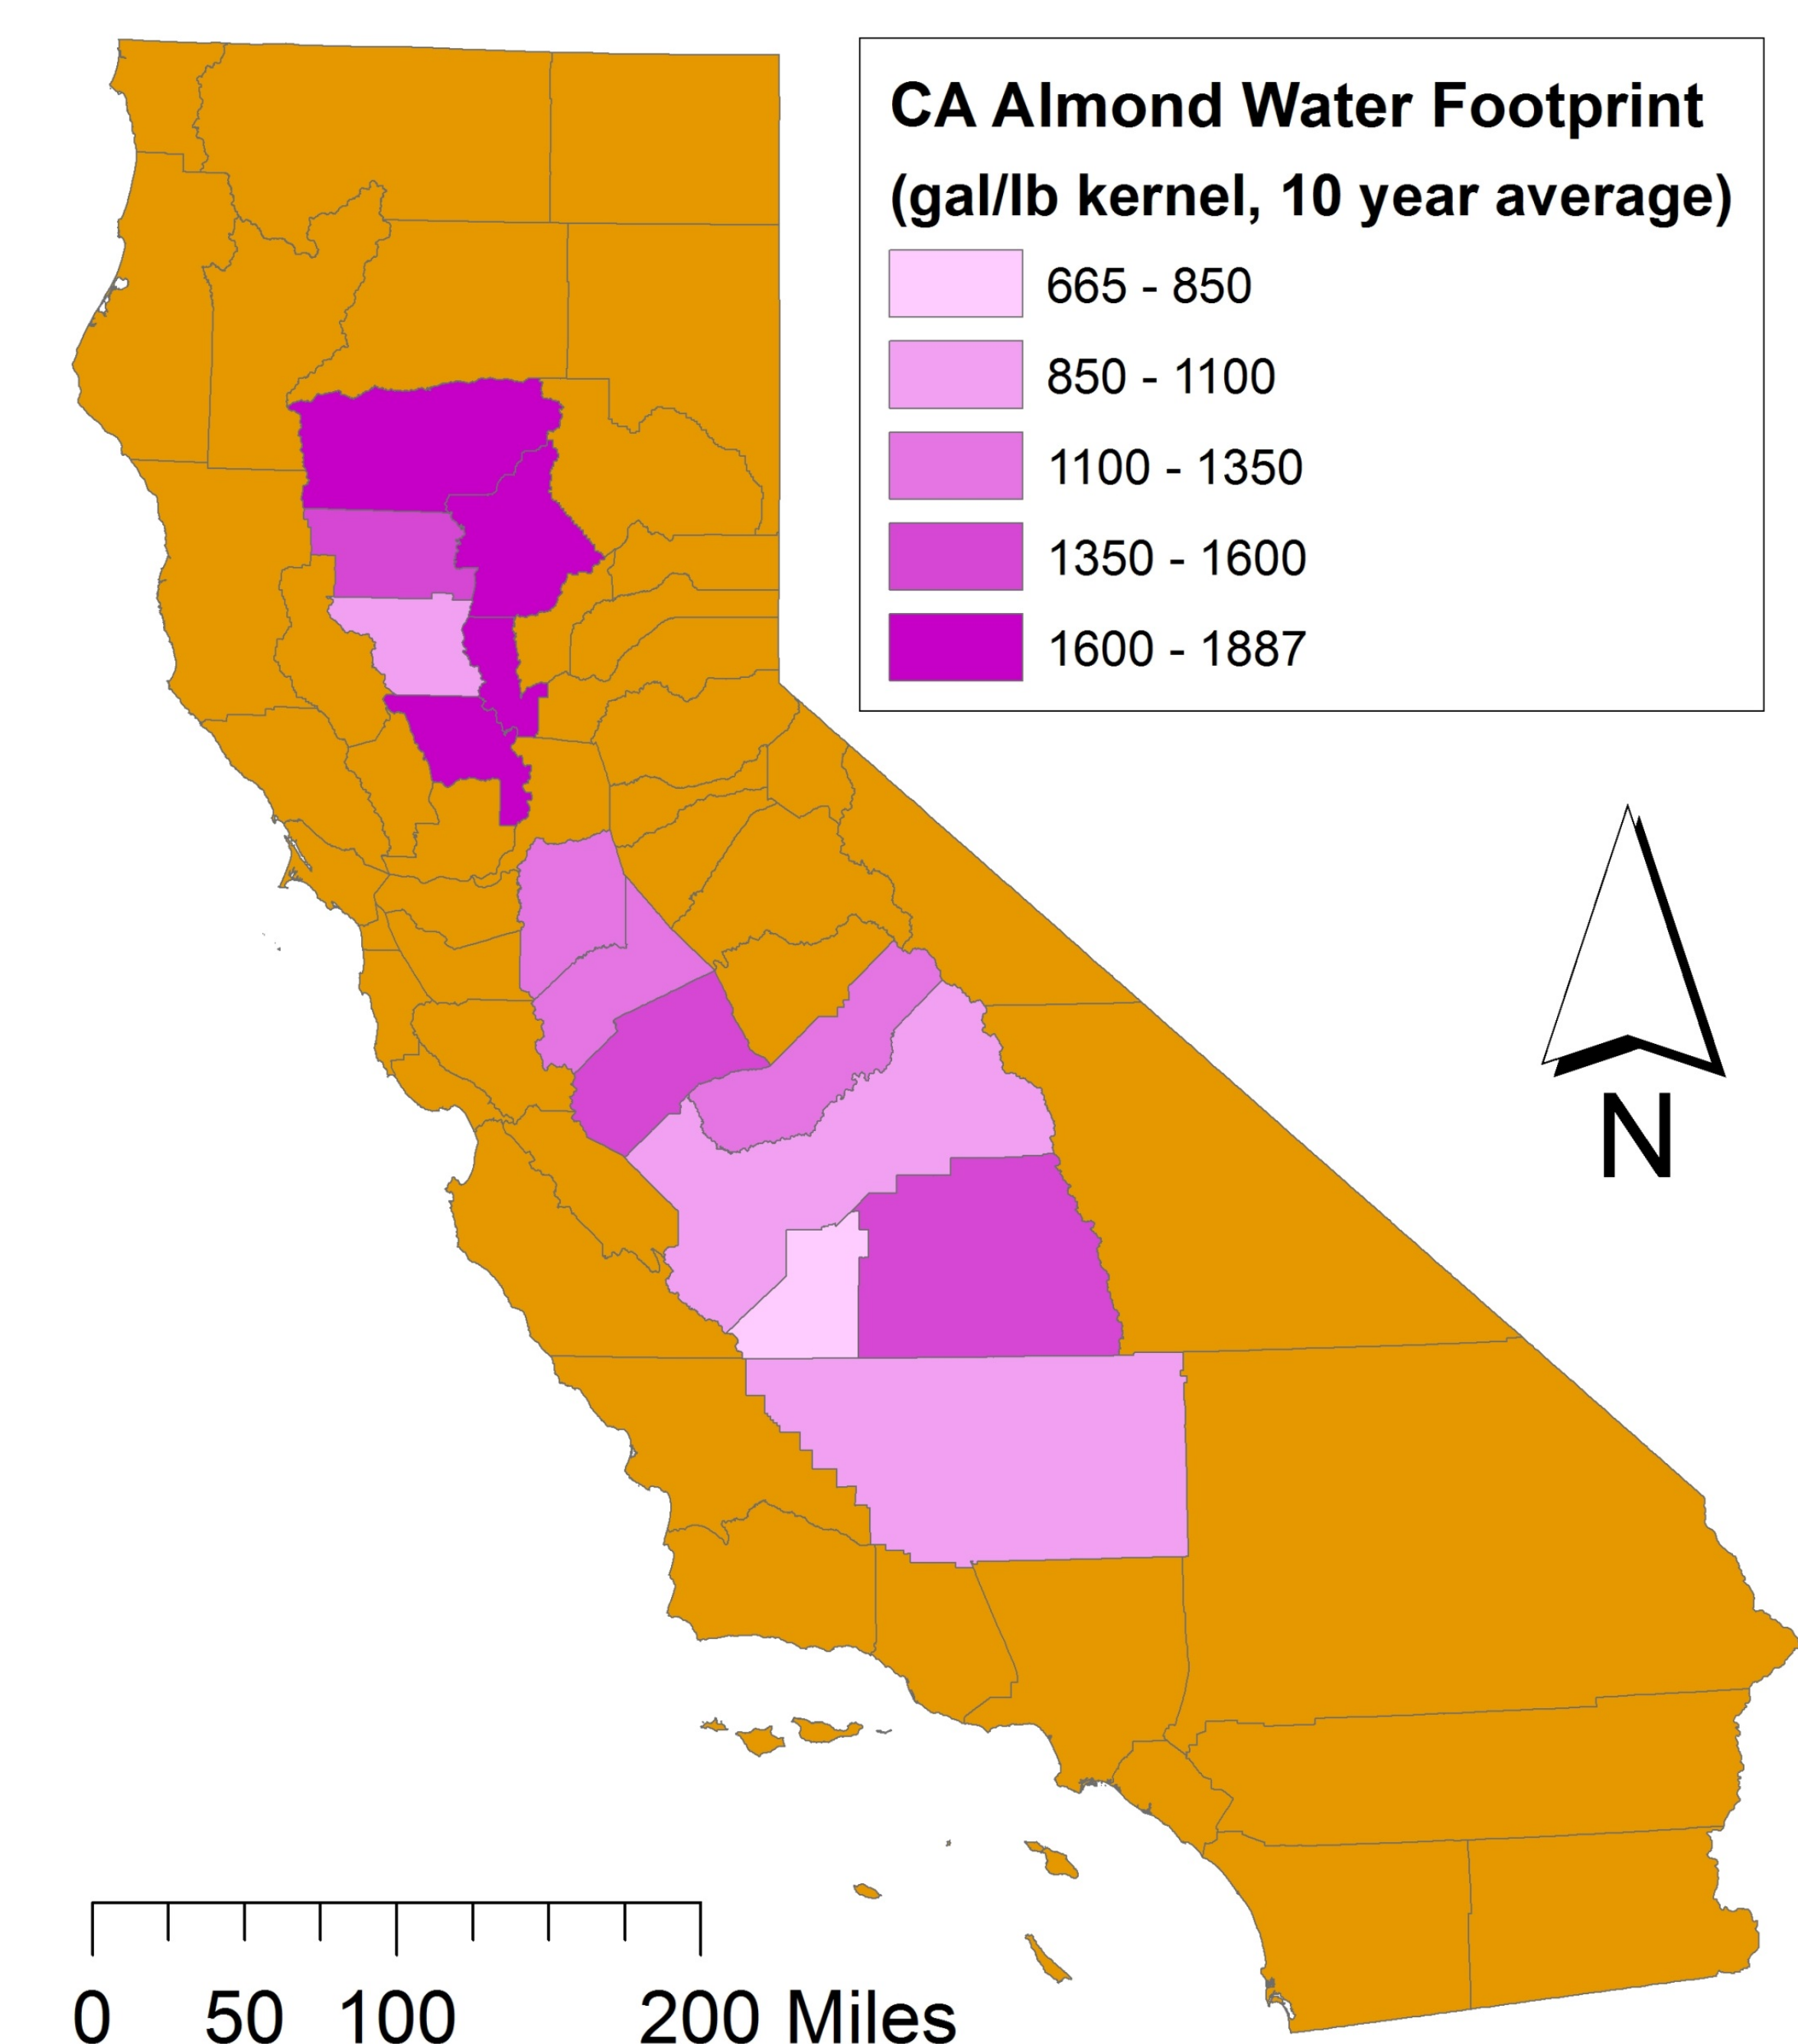 CA Almond Water Footprint
(gal/lb kernel, 10 year average)
665 - 850
850 - 1100
1100 - 1350
1350 - 1600
1600 - 1887
N
0 50 100 200 Miles